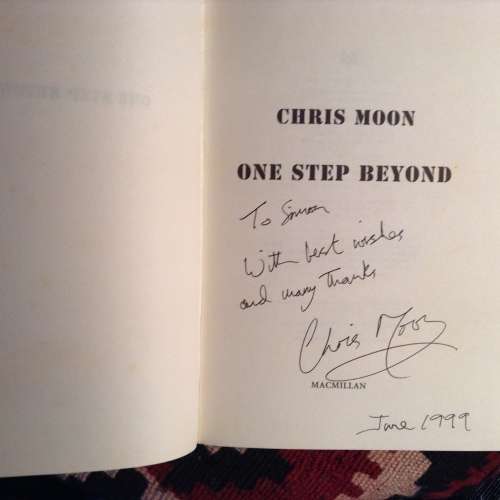 CHRIS MOON
ONE STEP BEYOND
To Simon
With best wishes
and many Thanks
Chris Moon
MACMILLAN
June 1999